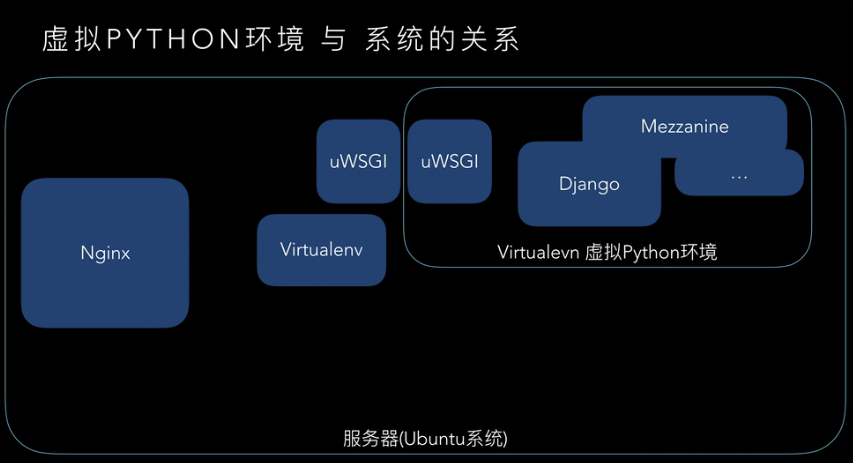 虚拟PYTHON环境 与 系统的关系
Mezzanine
uWSGI
uWSGI
Django
...
Nginx
Virtualenv
Virtualevn 虚拟Python环境
服务器(Ubuntu系统)